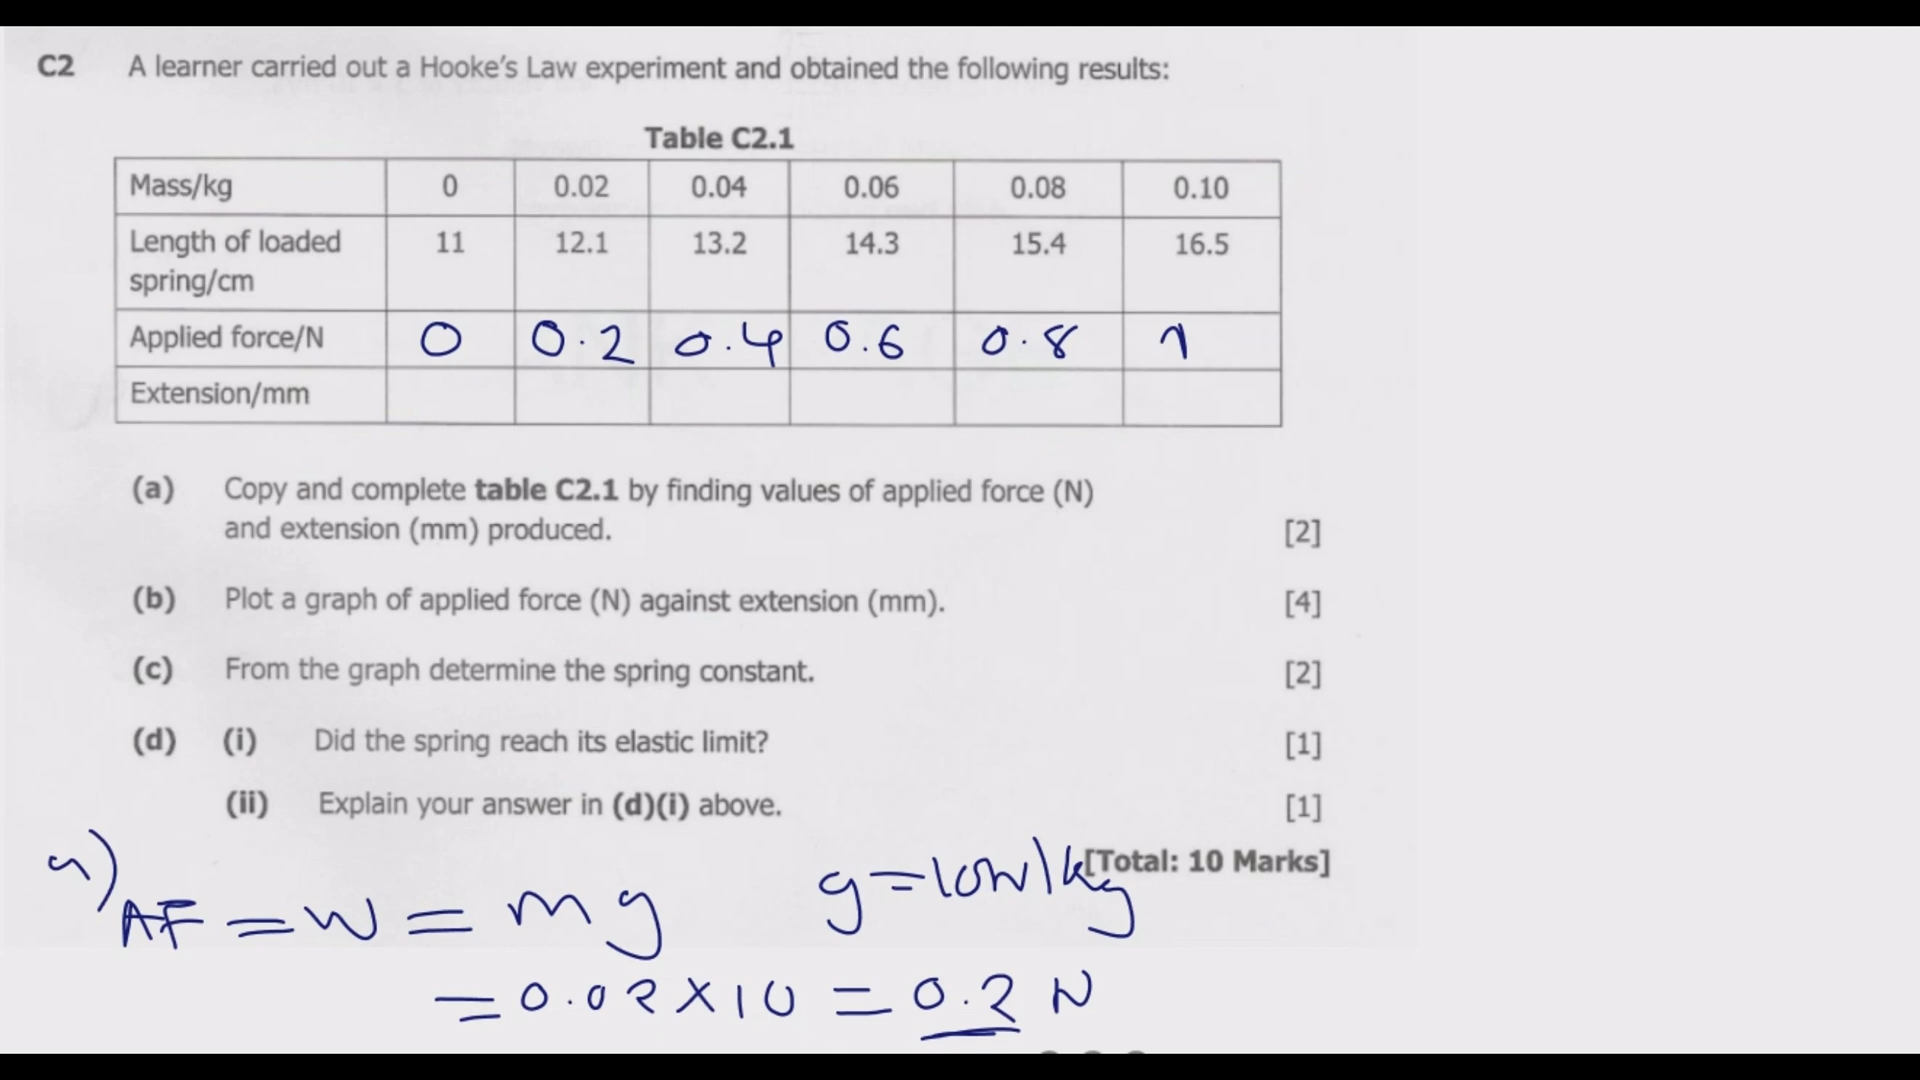 C2 A learner carried out a Hooke's Law experiment and obtained the following results:
Table C2.1
Mass/kg 0 0.02 0.04 0.06 0.08 0.10
Length of loaded spring/cm 11 12.1 13.2 14.3 15.4 16.5
Applied force/N 0 0.2 0.4 0.6 0.8 1
Extension/mm
(a) Copy and complete table C2.1 by finding values of applied force (N)
and extension (mm) produced. [2]
(b) Plot a graph of applied force (N) against extension (mm). [4]
(c) From the graph determine the spring constant. [2]
(d) (i) Did the spring reach its elastic limit? [1]
(ii) Explain your answer in (d)(i) above. [1]
[Total: 10 Marks]
a) AF = W = mg g=10N/kg
= 0.02 X 10 = 0.2 N